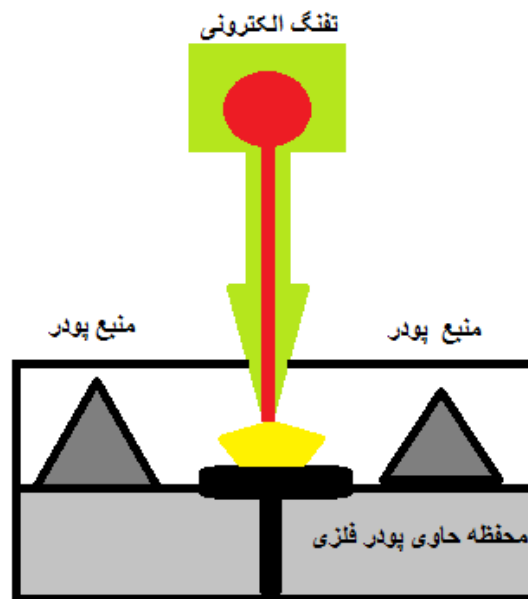 تفنگ الکترونی
منبع پودر
منبع پودر
محفظه حاوی پودر فلزی